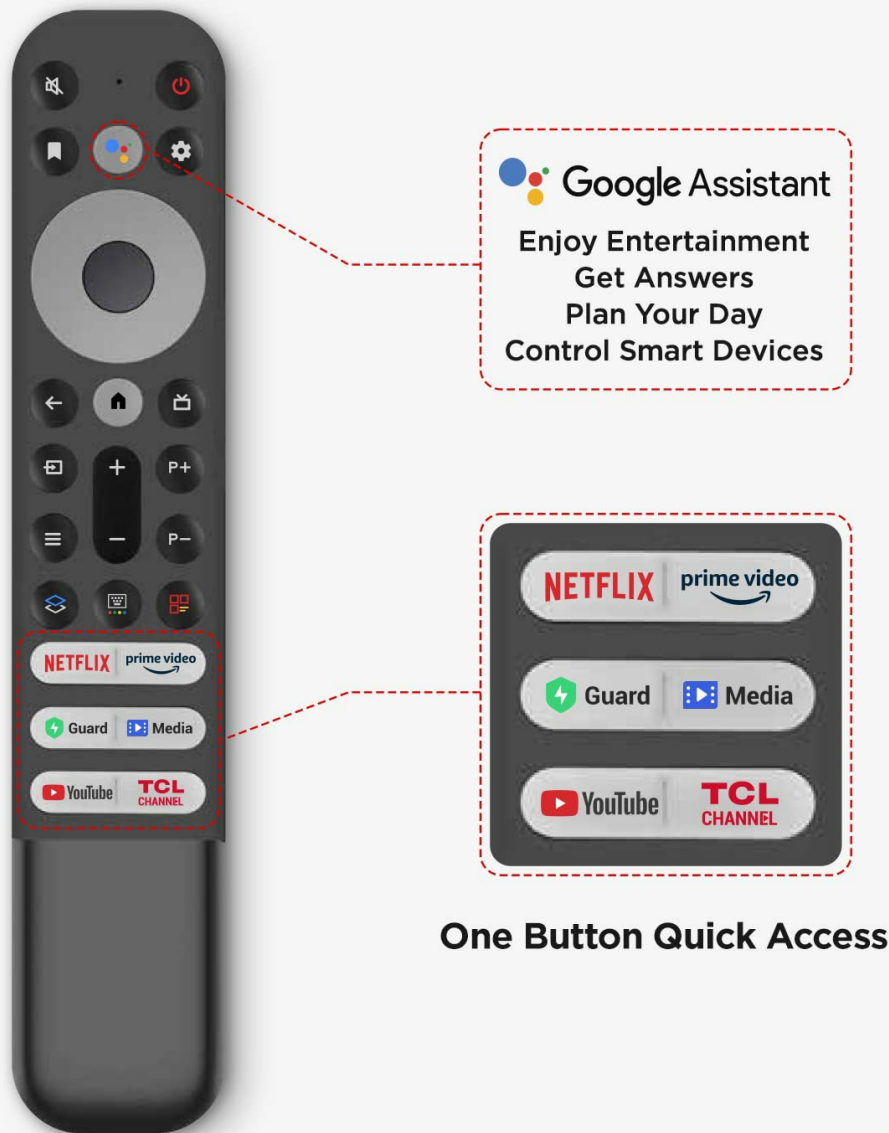 Google Assistant
Enjoy Entertainment
Get Answers
Plan Your Day
Control Smart Devices
+ P+
− P−
NETFLIX prime video
Guard Media
YouTube TCL CHANNEL
NETFLIX prime video
Guard Media
YouTube TCL
CHANNEL
One Button Quick Access